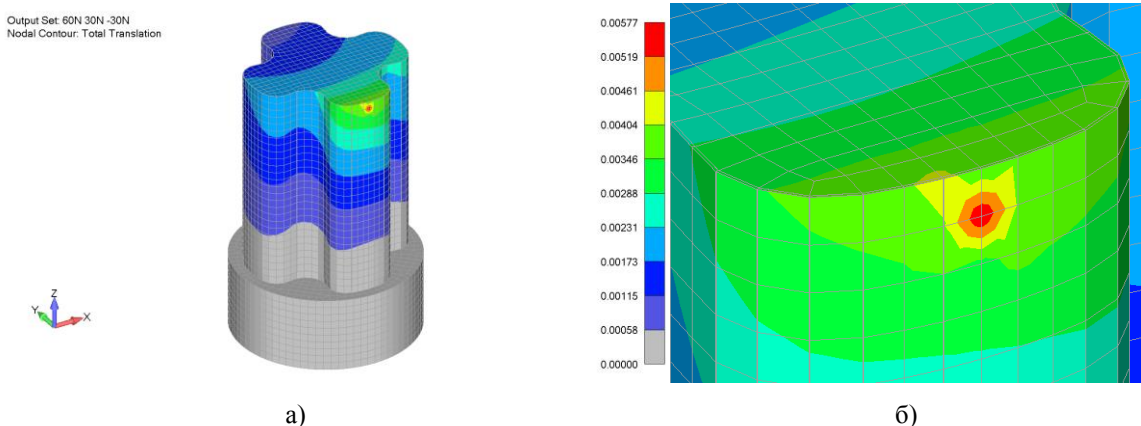 Output Set: 60N 30N -30N
Nodal Contour: Total Translation
Z
Y
X
0.00577
0.00519
0.00461
0.00404
0.00346
0.00288
0.00231
0.00173
0.00115
0.00058
0.00000
а)
б)